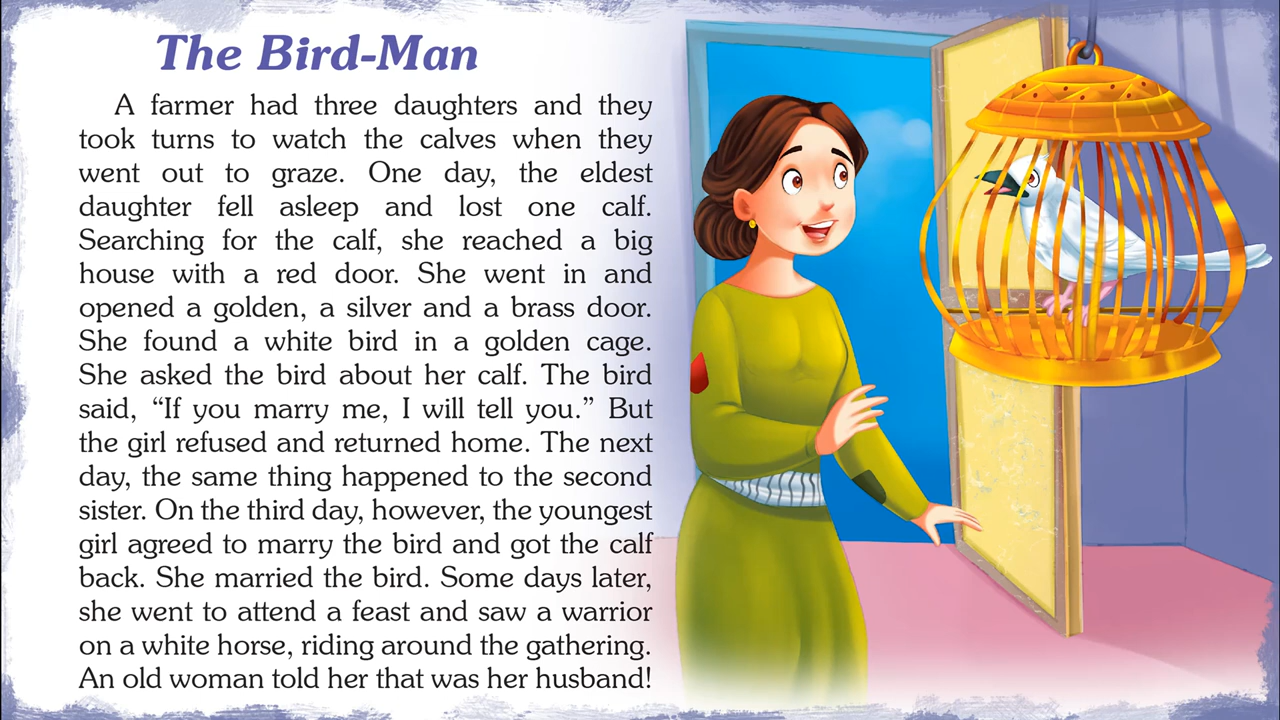 The Bird-Man
A farmer had three daughters and they
took turns to watch the calves when they
went out to graze. One day, the eldest
daughter fell asleep and lost one calf.
Searching for the calf, she reached a big
house with a red door. She went in and
opened a golden, a silver and a brass door.
She found a white bird in a golden cage.
She asked the bird about her calf. The bird
said, “If you marry me, I will tell you.” But
the girl refused and returned home. The next
day, the same thing happened to the second
sister. On the third day, however, the youngest
girl agreed to marry the bird and got the calf
back. She married the bird. Some days later,
she went to attend a feast and saw a warrior
on a white horse, riding around the gathering.
An old woman told her that was her husband!